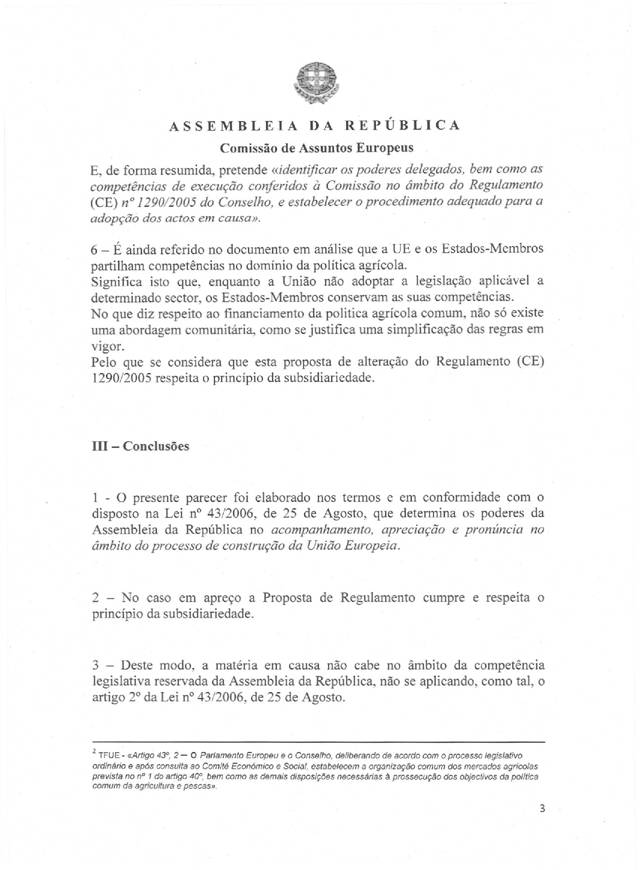 ASSEMBLEIA DA REPÚBLICA
Comissão de Assuntos Europeus
E, de forma resumida, pretende «identificar os poderes delegados, bem como as
competências de execução conferidos à Comissão no âmbito do Regulamento
(CE) nº 1290/2005 do Conselho, e estabelecer o procedimento adequado para a
adopção dos actos em causa».
6 – É ainda referido no documento em análise que a UE e os Estados-Membros
partilham competências no domínio da política agrícola.
Significa isto que, enquanto a União não adoptar a legislação aplicável a
determinado sector, os Estados-Membros conservam as suas competências.
No que diz respeito ao financiamento da politica agrícola comum, não só existe
uma abordagem comunitária, como se justifica uma simplificação das regras em
vigor.
Pelo que se considera que esta proposta de alteração do Regulamento (CE)
1290/2005 respeita o princípio da subsidiariedade.
III – Conclusões
1 - O presente parecer foi elaborado nos termos e em conformidade com o
disposto na Lei nº 43/2006, de 25 de Agosto, que determina os poderes da
Assembleia da República no acompanhamento, apreciação e pronúncia no
âmbito do processo de construção da União Europeia.
2 – No caso em apreço a Proposta de Regulamento cumpre e respeita o
princípio da subsidiariedade.
3 – Deste modo, a matéria em causa não cabe no âmbito da competência
legislativa reservada da Assembleia da República, não se aplicando, como tal, o
artigo 2º da Lei nº 43/2006, de 25 de Agosto.
2 TFUE - «Artigo 43º, 2 — O Parlamento Europeu e o Conselho, deliberando de acordo com o processo legislativo
ordinário e após consulta ao Comité Económico e Social, estabelecem a organização comum dos mercados agrícolas
prevista no nº 1 do artigo 40º, bem como as demais disposições necessárias à prossecução dos objectivos da política
comum da agricultura e pescas».
3